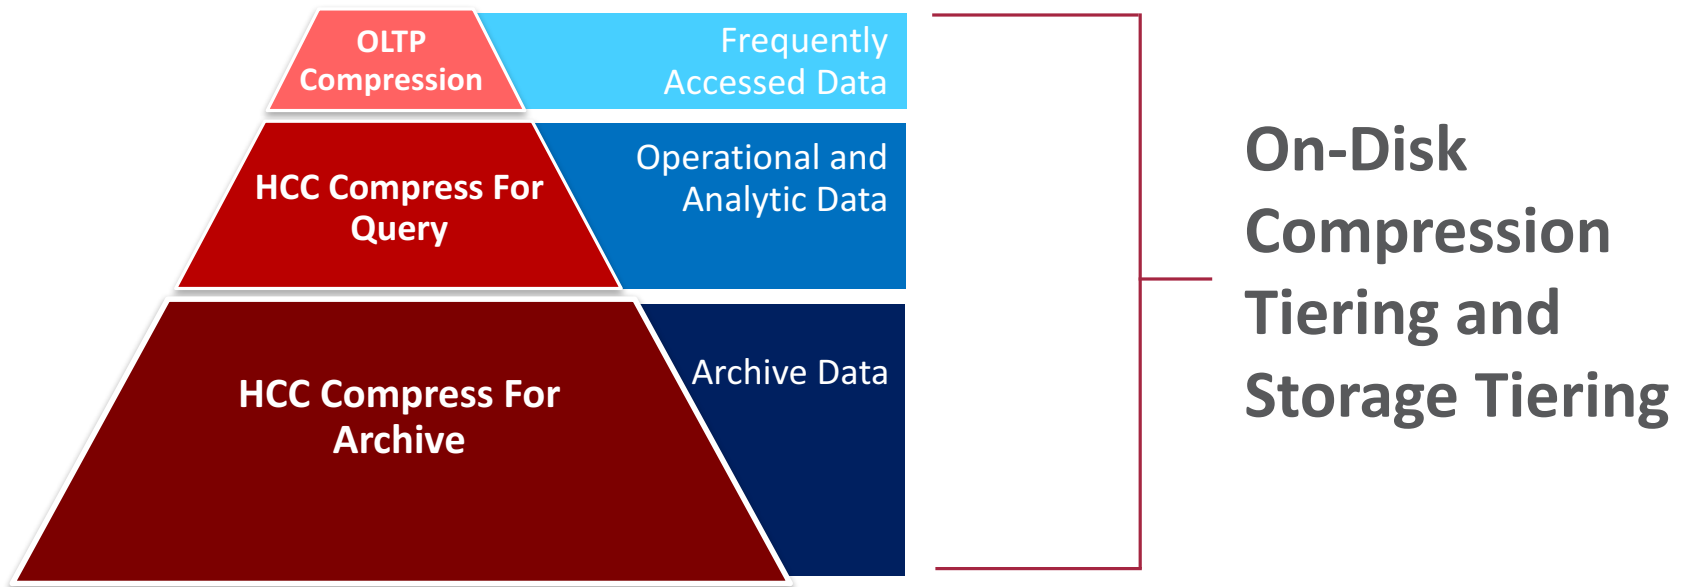 OLTP
Compression
Frequently
Accessed Data
HCC Compress For
Query
Operational and
Analytic Data
HCC Compress For
Archive
Archive Data
On-Disk
Compression
Tiering and
Storage Tiering